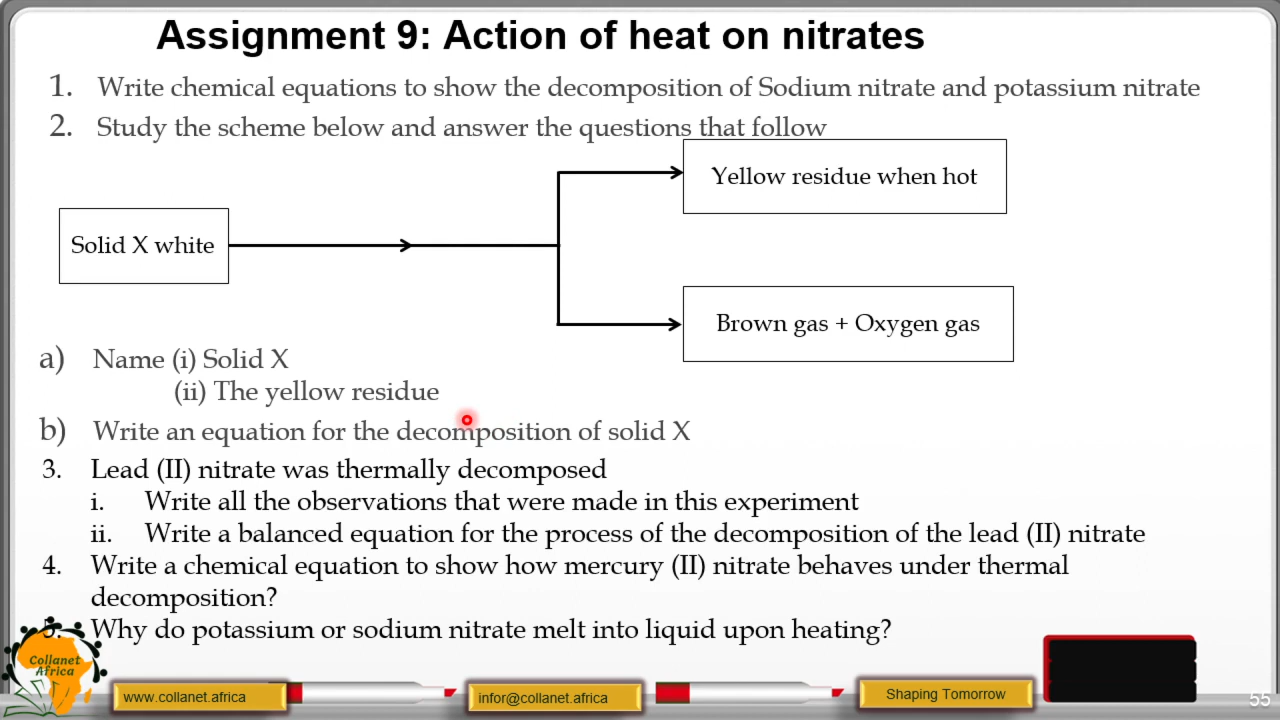 Assignment 9: Action of heat on nitrates
1. Write chemical equations to show the decomposition of Sodium nitrate and potassium nitrate
2. Study the scheme below and answer the questions that follow
Yellow residue when hot
Solid X white
Brown gas + Oxygen gas
a) Name (i) Solid X
(ii) The yellow residue
b) Write an equation for the decomposition of solid X
3. Lead (II) nitrate was thermally decomposed
i. Write all the observations that were made in this experiment
ii. Write a balanced equation for the process of the decomposition of the lead (II) nitrate
4. Write a chemical equation to show how mercury (II) nitrate behaves under thermal
decomposition?
5. Why do potassium or sodium nitrate melt into liquid upon heating?
Collanet
Africa
www.collanet.africa
infor@collanet.africa
Shaping Tomorrow
55